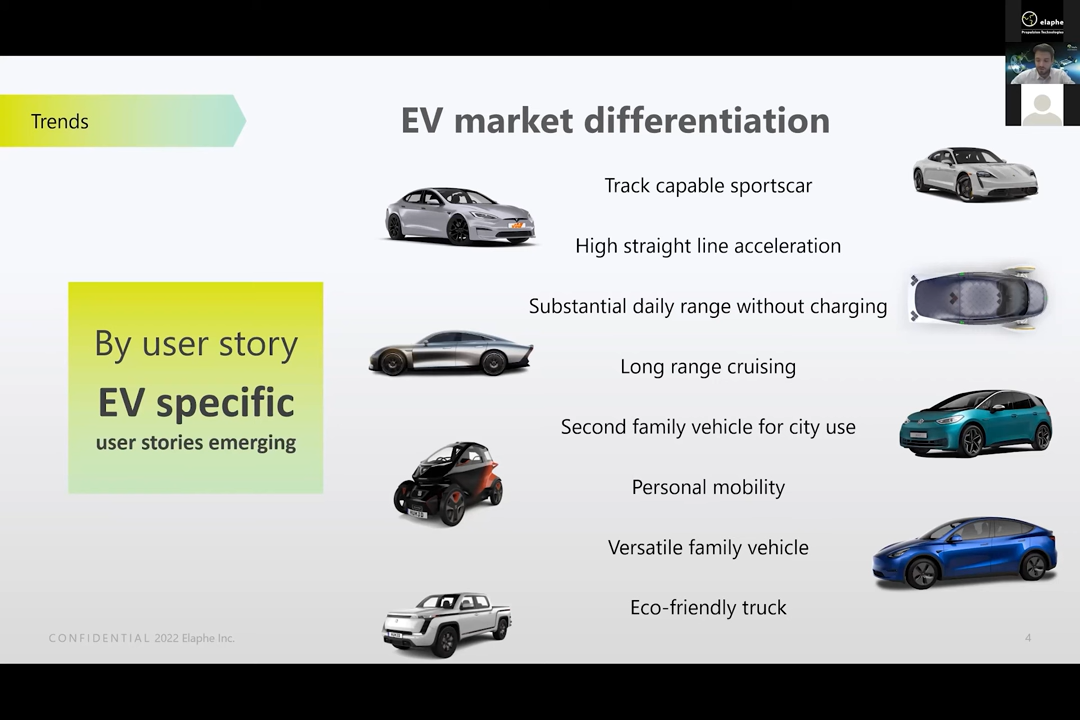 elaphe
Propulsion Technologies
Trends
EV market differentiation
Track capable sportscar
High straight line acceleration
Substantial daily range without charging
By user story
EV specific
user stories emerging
Long range cruising
Second family vehicle for city use
Personal mobility
Versatile family vehicle
Eco-friendly truck
CONFIDENTIAL 2022 Elaphe Inc.
4